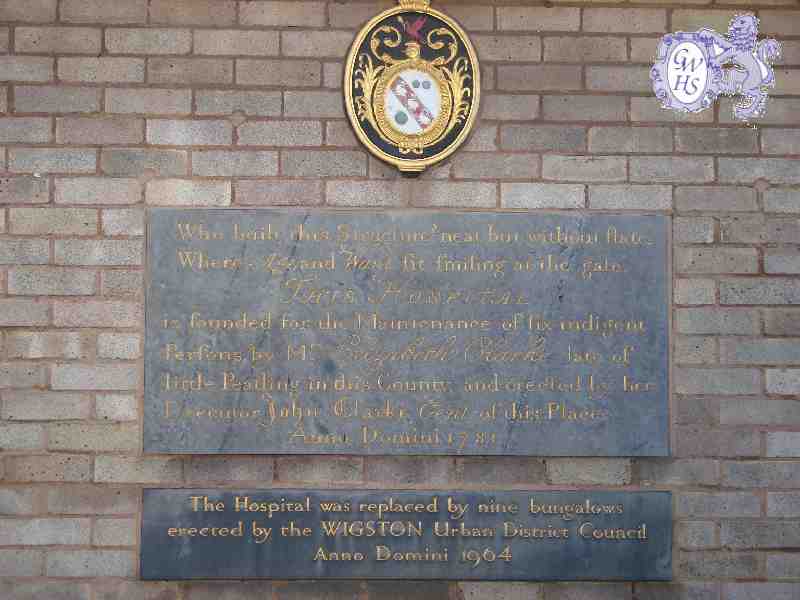 GWHS
Who built this Structure neat but without ſtate
Where Age and Want ſit ſmiling at the gate.
THIS HOSPITAL
is founded for the Maintenance of ſix indigent
Perſons by Mrs Elizabeth Clarke late of
little Peatling in this County and erected by her
Executor John Clarke Gent of this Place
Anno Domini 1781
The Hospital was replaced by nine bungalows
erected by the WIGSTON Urban District Council
Anno Domini 1964